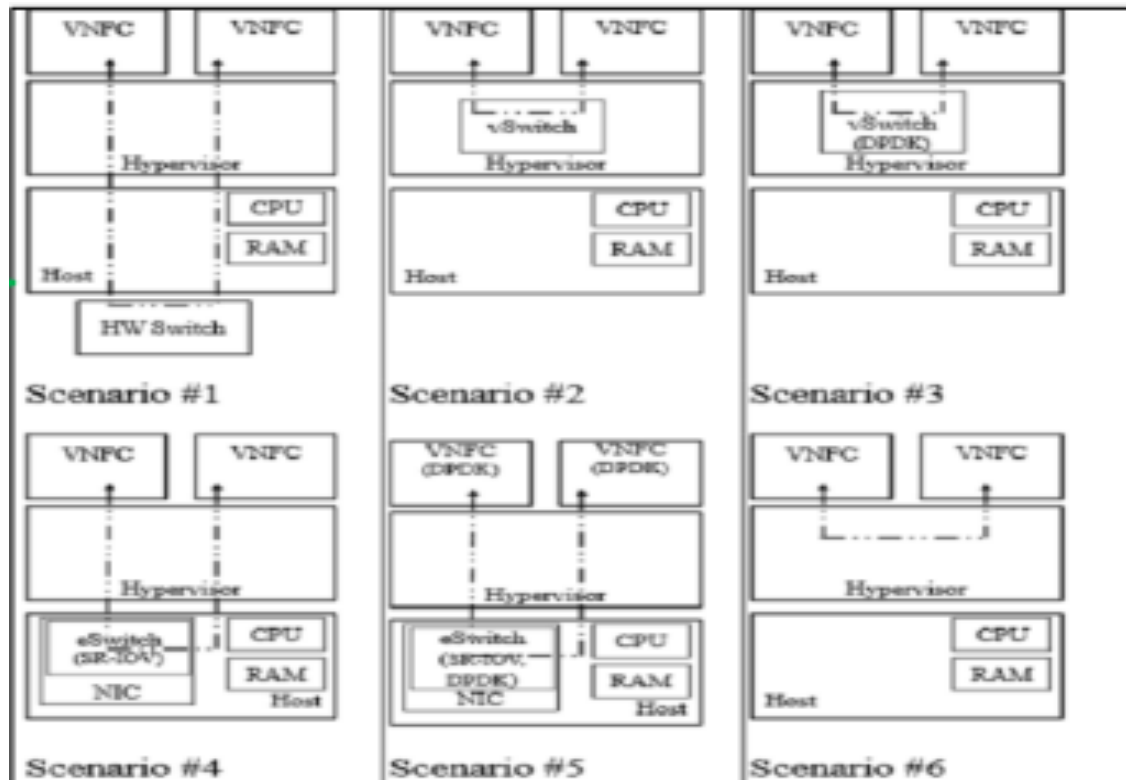 VNFC VNFC
Hypervisor
CPU
RAM
Host
HW Switch
Scenario #1
VNFC VNFC
vSwitch
Hypervisor
CPU
RAM
Host
Scenario #2
VNFC VNFC
vSwitch
(DPDK)
Hypervisor
CPU
RAM
Host
Scenario #3
VNFC VNFC
Hypervisor
eSwitch
(SR-IOV)
NIC
CPU
RAM
Host
Scenario #4
VNFC
(DPDK)
VNFC
(DPDK)
Hypervisor
eSwitch
(SR-IOV,
DPDK)
NIC
CPU
RAM
Host
Scenario #5
VNFC VNFC
Hypervisor
CPU
RAM
Host
Scenario #6